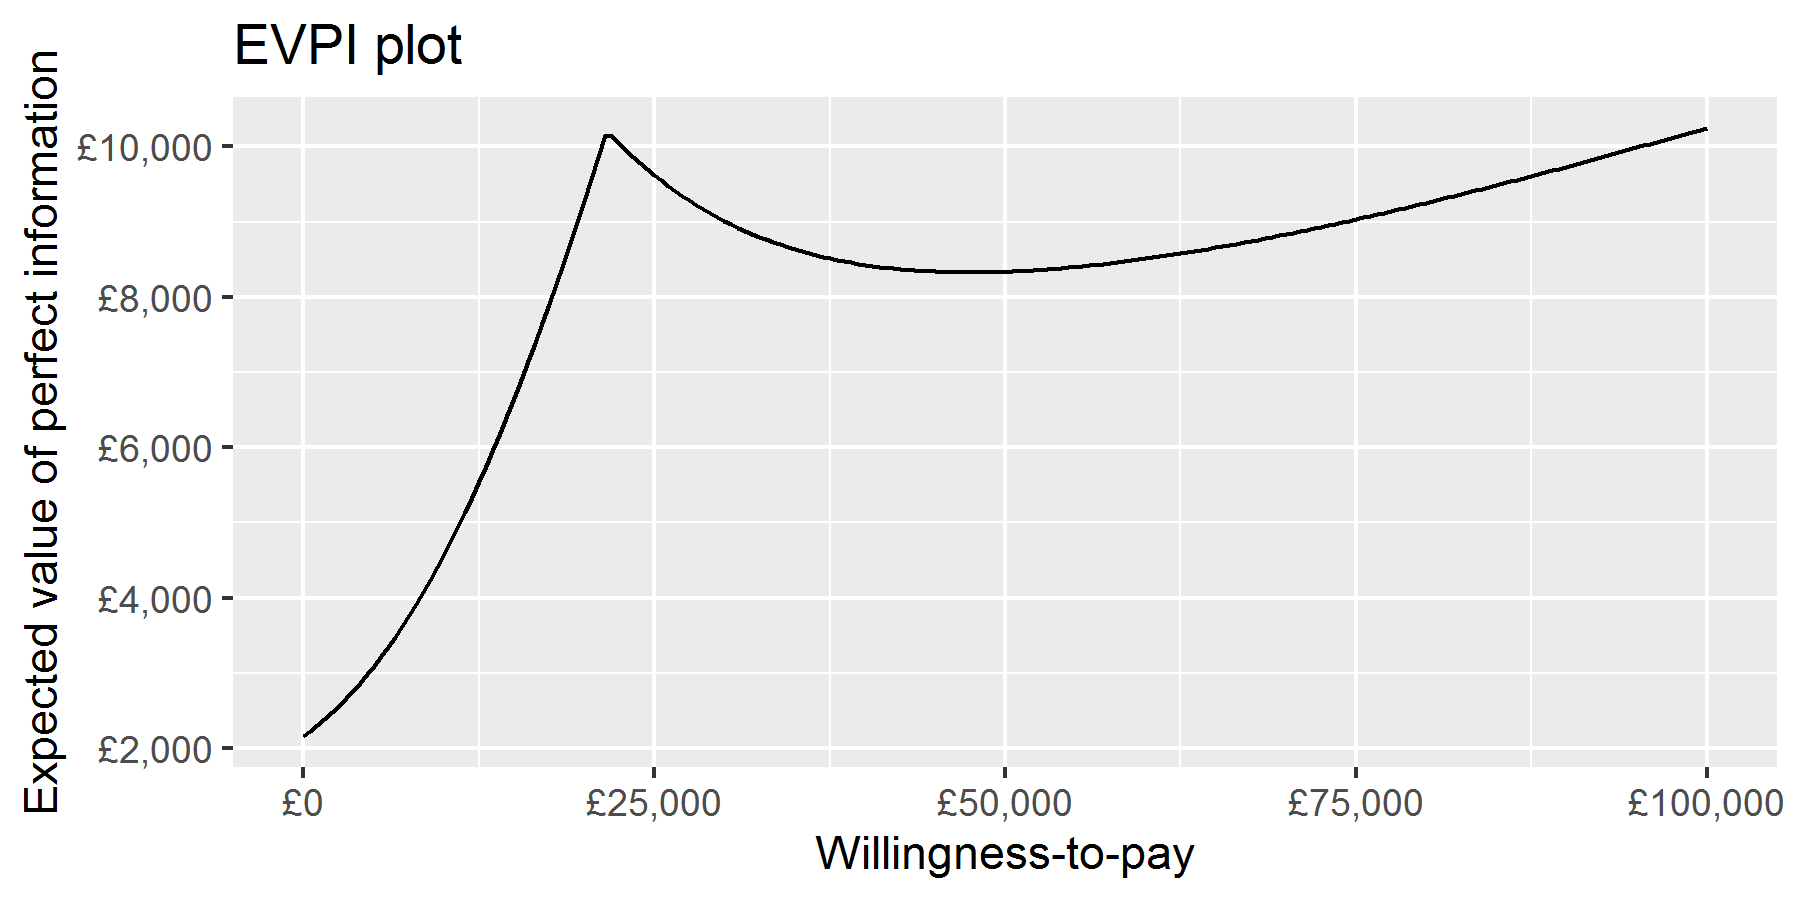 EVPI plot
Expected value of perfect information
£10,000
£8,000
£6,000
£4,000
£2,000
£0 £25,000 £50,000 £75,000 £100,000
Willingness-to-pay